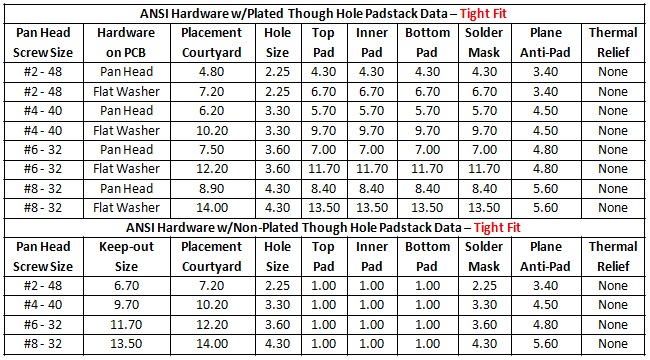 ANSI Hardware w/Plated Though Hole Padstack Data – Tight Fit
Pan Head Screw Size Hardware on PCB Placement Courtyard Hole Size Top Pad Inner Pad Bottom Pad Solder Mask Plane Anti-Pad Thermal Relief
#2 - 48 Pan Head 4.80 2.25 4.30 4.30 4.30 4.30 3.40 None
#2 - 48 Flat Washer 7.20 2.25 6.70 6.70 6.70 6.70 3.40 None
#4 - 40 Pan Head 6.20 3.30 5.70 5.70 5.70 5.70 4.50 None
#4 - 40 Flat Washer 10.20 3.30 9.70 9.70 9.70 9.70 4.50 None
#6 - 32 Pan Head 7.50 3.60 7.00 7.00 7.00 7.00 4.80 None
#6 - 32 Flat Washer 12.20 3.60 11.70 11.70 11.70 11.70 4.80 None
#8 - 32 Pan Head 8.90 4.30 8.40 8.40 8.40 8.40 5.60 None
#8 - 32 Flat Washer 14.00 4.30 13.50 13.50 13.50 13.50 5.60 None
ANSI Hardware w/Non-Plated Though Hole Padstack Data – Tight Fit
Pan Head Screw Size Keep-out Size Placement Courtyard Hole Size Top Pad Inner Pad Bottom Pad Solder Mask Plane Anti-Pad Thermal Relief
#2 - 48 6.70 7.20 2.25 1.00 1.00 1.00 2.25 3.40 None
#4 - 40 9.70 10.20 3.30 1.00 1.00 1.00 3.30 4.50 None
#6 - 32 11.70 12.20 3.60 1.00 1.00 1.00 3.60 4.80 None
#8 - 32 13.50 14.00 4.30 1.00 1.00 1.00 4.30 5.60 None